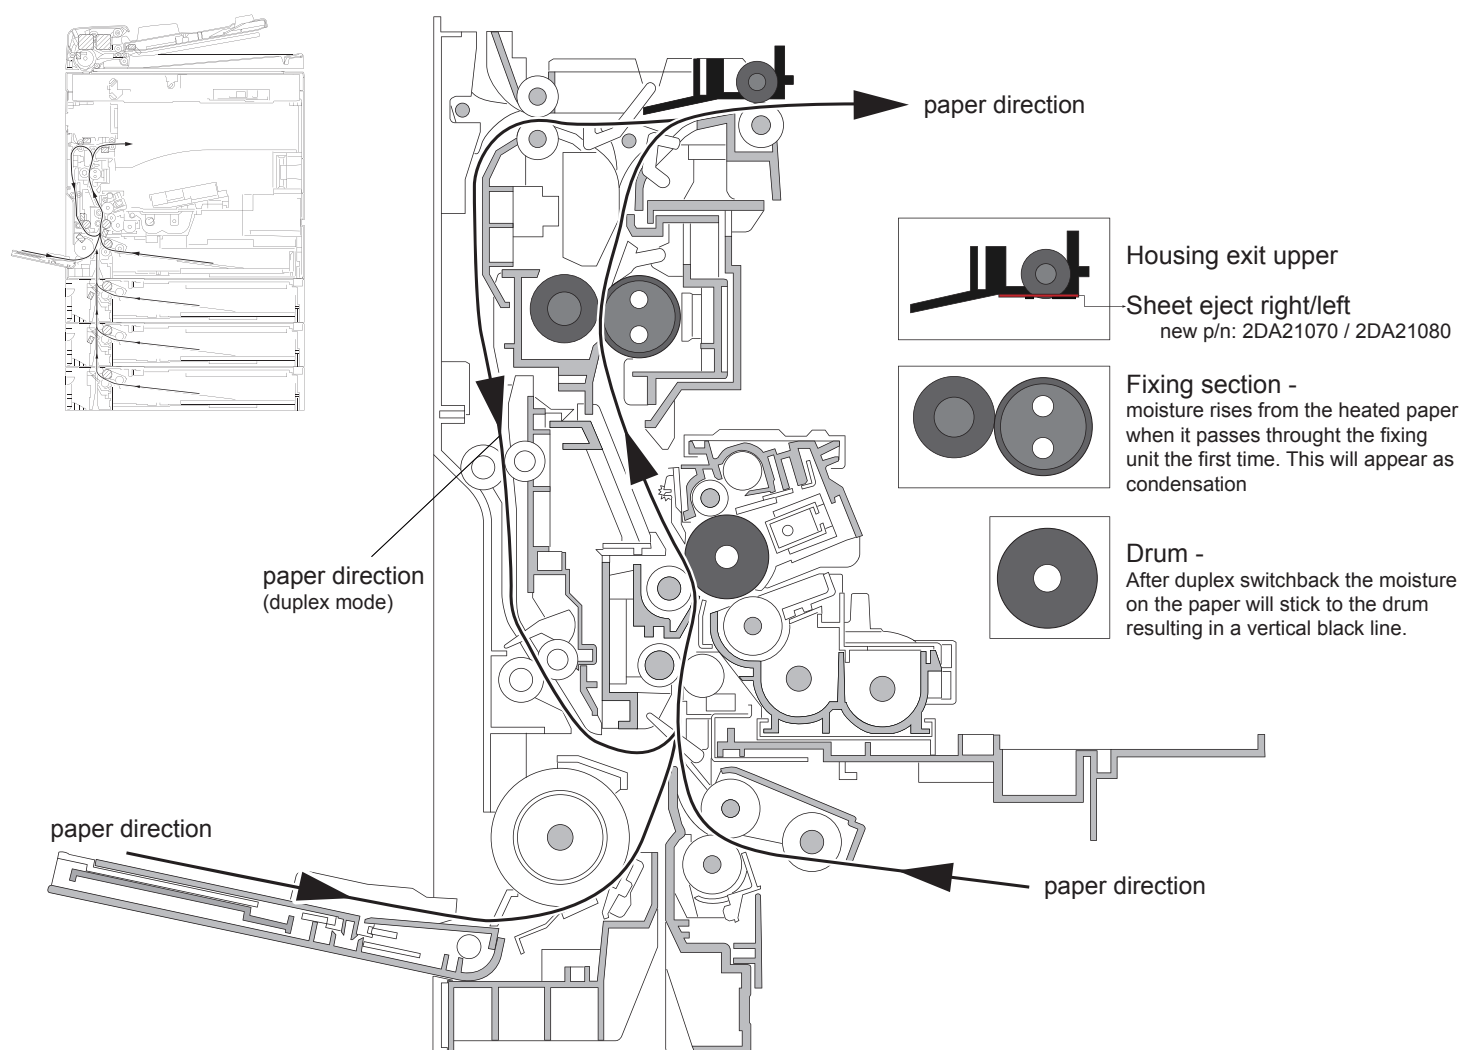 paper direction
Housing exit upper
Sheet eject right/left
new p/n: 2DA21070 / 2DA21080
Fixing section -
moisture rises from the heated paper
when it passes throught the fixing
unit the first time. This will appear as
condensation
paper direction
(duplex mode)
Drum -
After duplex switchback the moisture
on the paper will stick to the drum
resulting in a vertical black line.
paper direction
paper direction